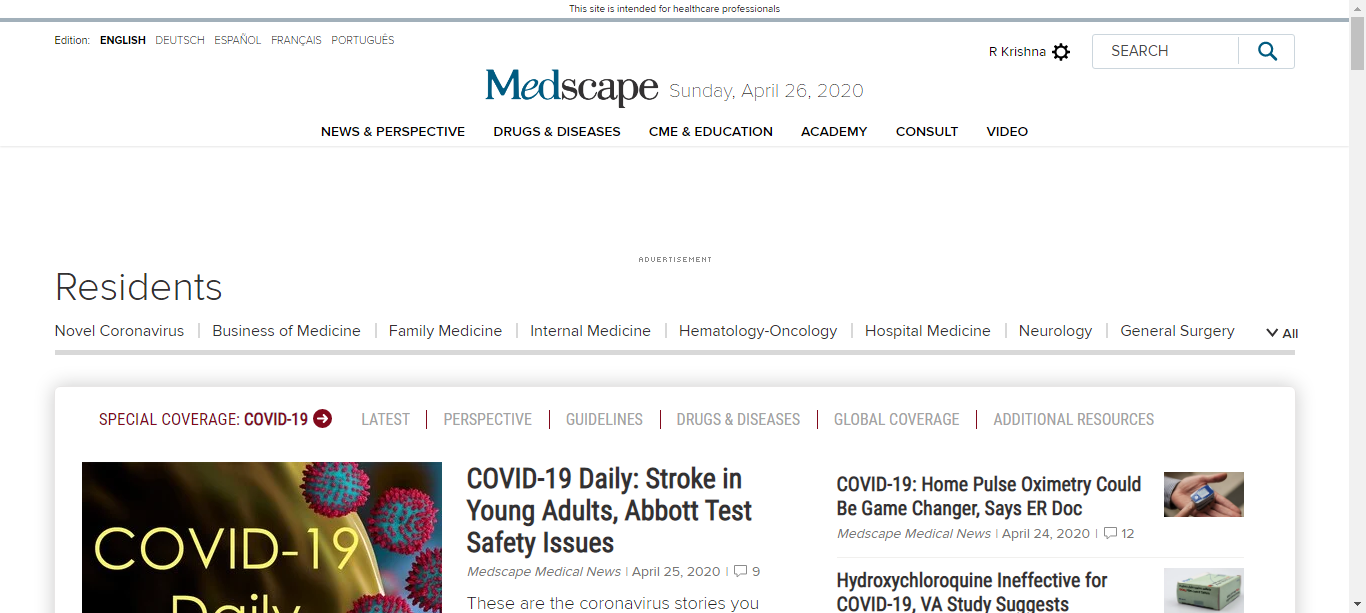 This site is intended for healthcare professionals
Edition: ENGLISH DEUTSCH ESPAÑOL FRANÇAIS PORTUGUÊS
R Krishna
SEARCH
Medscape Sunday, April 26, 2020
NEWS & PERSPECTIVE DRUGS & DISEASES CME & EDUCATION ACADEMY CONSULT VIDEO
ADVERTISEMENT
Residents
Novel Coronavirus | Business of Medicine | Family Medicine | Internal Medicine | Hematology-Oncology | Hospital Medicine | Neurology | General Surgery All
SPECIAL COVERAGE: COVID-19 LATEST | PERSPECTIVE | GUIDELINES | DRUGS & DISEASES | GLOBAL COVERAGE | ADDITIONAL RESOURCES
COVID-19
Daily
COVID-19 Daily: Stroke in
Young Adults, Abbott Test
Safety Issues
Medscape Medical News | April 25, 2020 | 9
These are the coronavirus stories you
COVID-19: Home Pulse Oximetry Could
Be Game Changer, Says ER Doc
Medscape Medical News | April 24, 2020 | 12
Hydroxychloroquine Ineffective for
COVID-19, VA Study Suggests